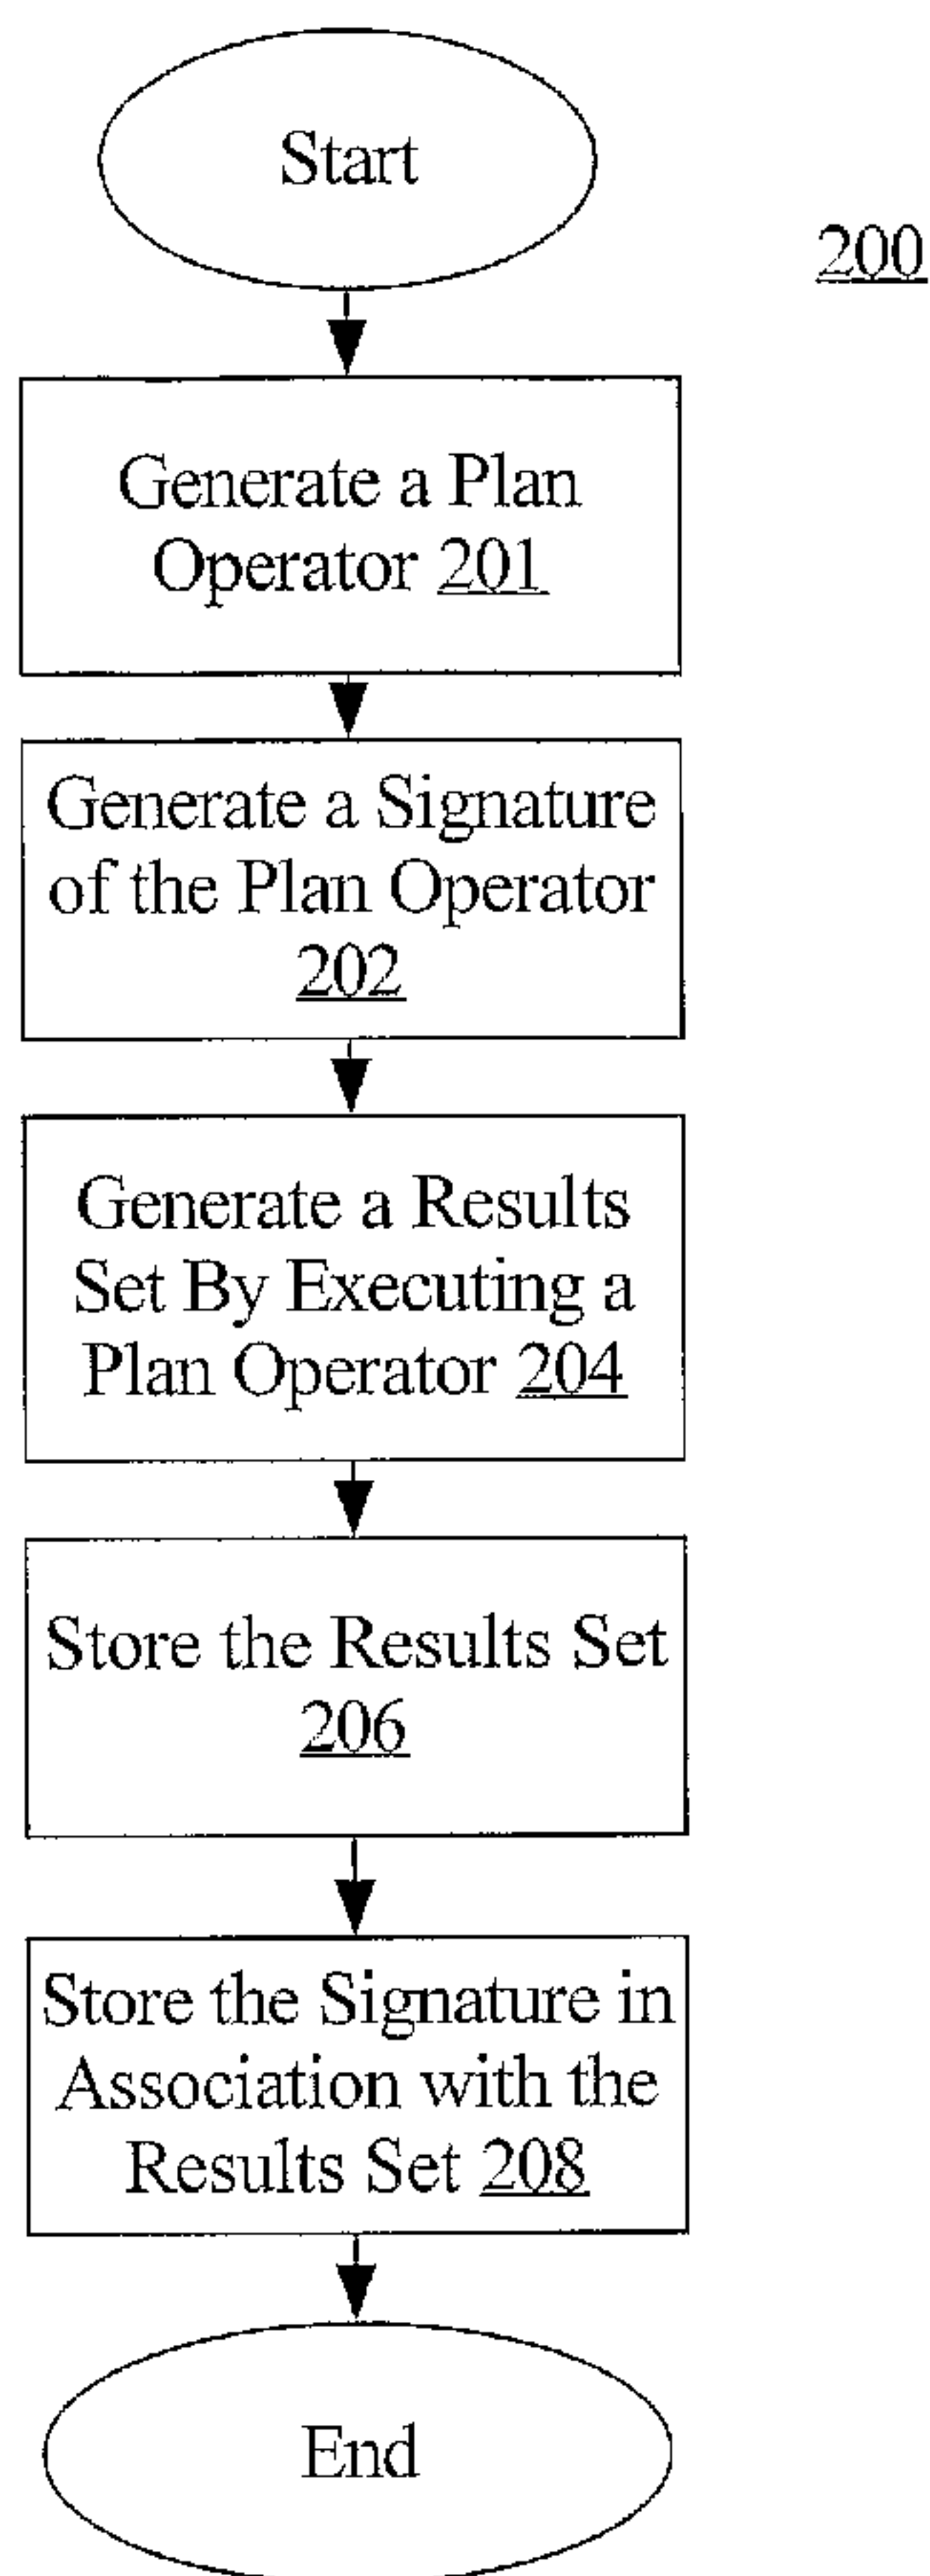 Start
200
Generate a Plan
Operator 201
Generate a Signature
of the Plan Operator
202
Generate a Results
Set By Executing a
Plan Operator 204
Store the Results Set
206
Store the Signature in
Association with the
Results Set 208
End